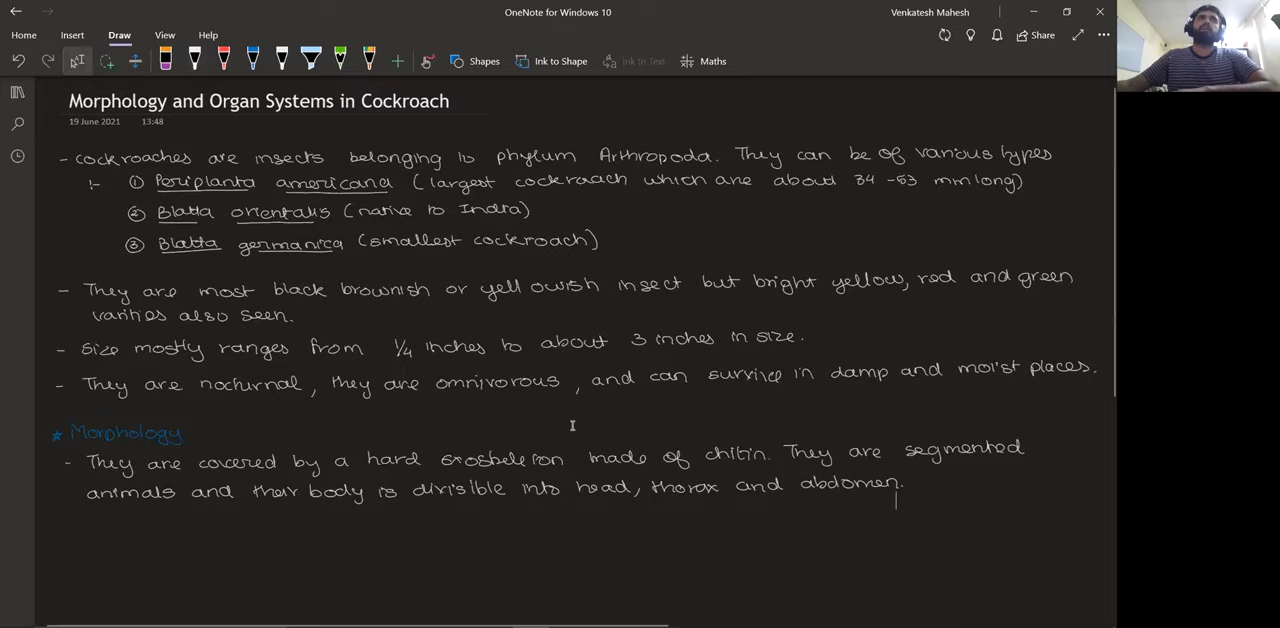 OneNote for Windows 10
Venkatesh Mahesh
Home Insert Draw View Help
Share
Shapes Ink to Shape Ink to Text Maths
Morphology and Organ Systems in Cockroach
19 June 2021 13:48
- Cockroaches are insects belonging to phylum Arthropoda. They can be of various types
:- ① Periplanta americana (largest cockroach which are about 34 -53 mm long)
② Blatta orientalis (native to India)
③ Blatta germanica (smallest cockroach)
- They are most black brownish or yellowish insect but bright yellow, red and green
varities also seen.
- Size mostly ranges from 1/4 inches to about 3 inches in size.
- They are nocturnal, they are omnivorous, and can survive in damp and moist places.
* Morphology
- They are covered by a hard exoskeleton made of chitin. They are segmented
animals and their body is divisible into head, thorax and abdomen.